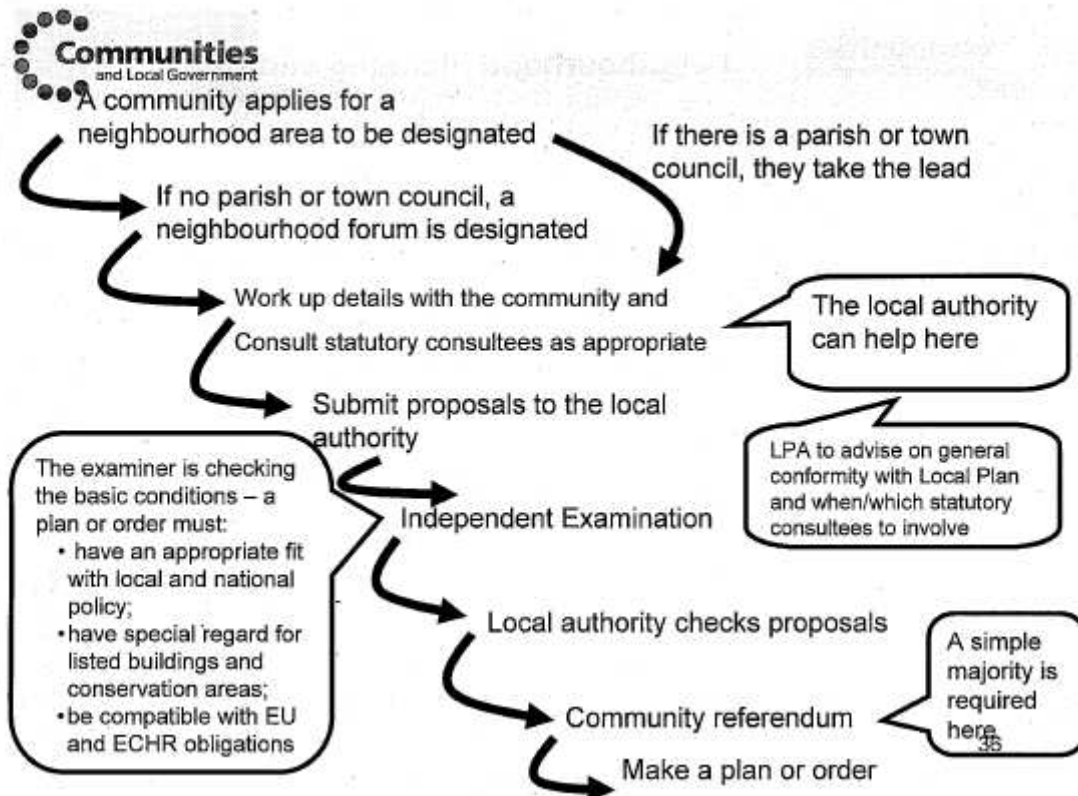 Communities
and Local Government
A community applies for a
neighbourhood area to be designated
If there is a parish or town
council, they take the lead
If no parish or town council, a
neighbourhood forum is designated
Work up details with the community and
Consult statutory consultees as appropriate
The local authority
can help here
Submit proposals to the local
authority
LPA to advise on general
conformity with Local Plan
and when/which statutory
consultees to involve
The examiner is checking
the basic conditions – a
plan or order must:
• have an appropriate fit
with local and national
policy;
• have special regard for
listed buildings and
conservation areas;
• be compatible with EU
and ECHR obligations
Independent Examination
Local authority checks proposals
A simple
majority is
required
here
36
Community referendum
Make a plan or order